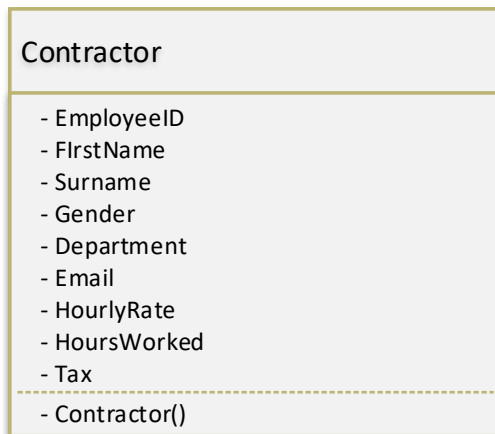 Contractor
- EmployeeID
- FIrstName
- Surname
- Gender
- Department
- Email
- HourlyRate
- HoursWorked
- Tax
- Contractor()